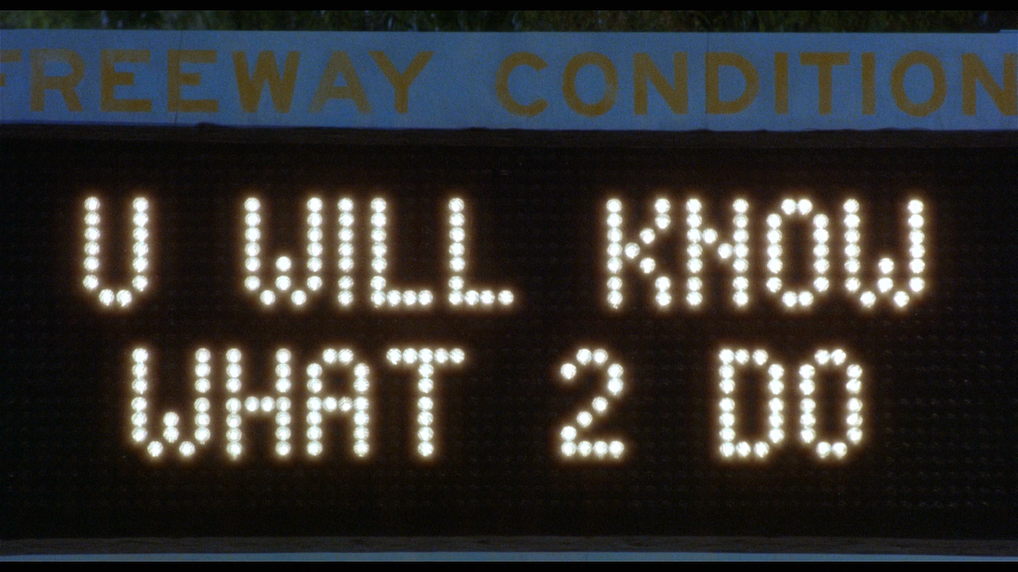 FREEWAY CONDITION
U WILL KNOW
WHAT 2 DO